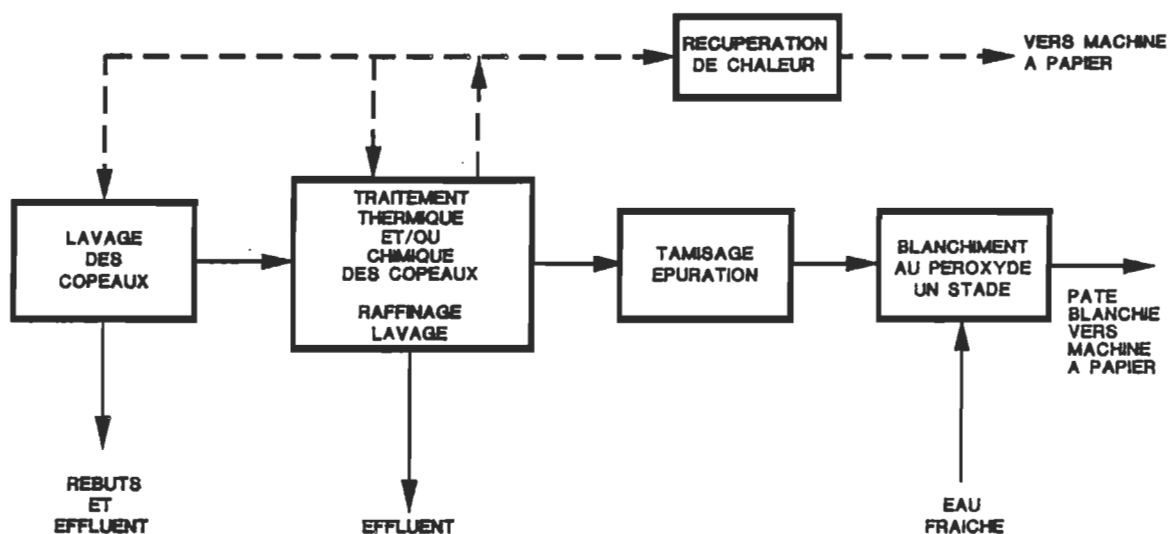 RECUPERATION
DE CHALEUR
VERS MACHINE
A PAPIER
LAVAGE
DES
COPEAUX
TRAITEMENT
THERMIQUE
ET/OU
CHIMIQUE
DES COPEAUX
RAFFINAGE
LAVAGE
TAMISAGE
EPURATION
BLANCHIMENT
AU PEROXYDE
UN STADE
PATE
BLANCHIE
VERS
MACHINE
A PAPIER
REBUTS
ET
EFFLUENT
EFFLUENT
EAU
FRAICHE